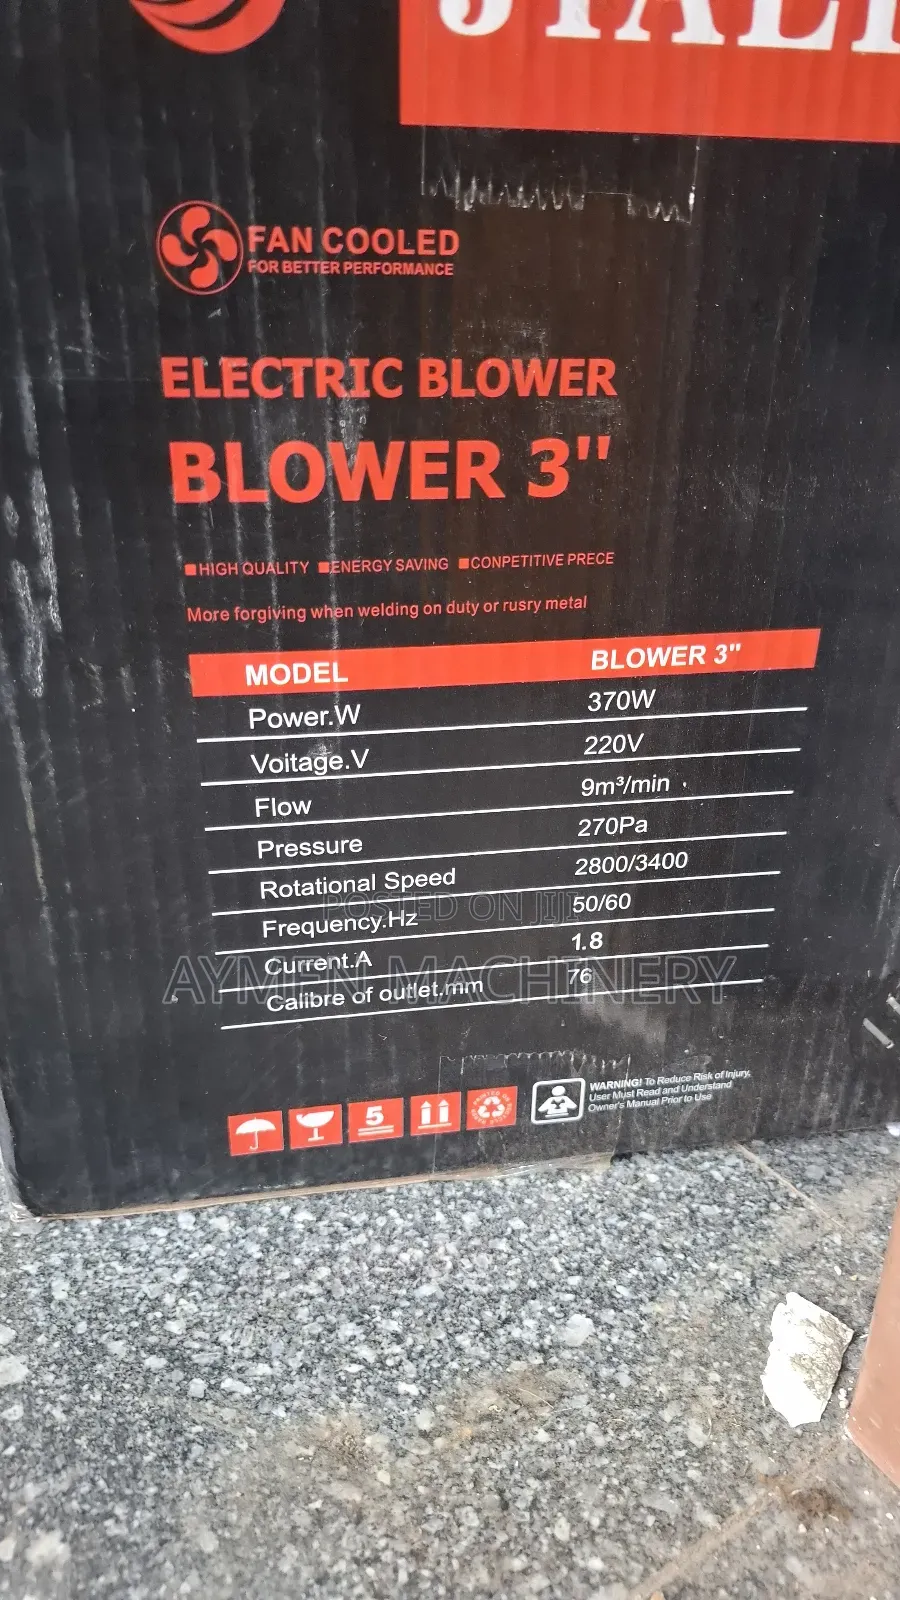 FAN COOLED
FOR BETTER PERFORMANCE
ELECTRIC BLOWER
BLOWER 3"
HIGH QUALITY ENERGY SAVING CONPETITIVE PRECE
More forgiving when welding on duty or rusry metal
MODEL BLOWER 3"
Power.W 370W
Voitage.V 220V
Flow 9m³/min
Pressure 270Pa
Rotational Speed 2800/3400
Frequency.Hz 50/60
Current.A 1.8
Calibre of outlet.mm 76
POSTED ON JIJI
AYMEN MACHINERY
5
WARNING! To Reduce Risk of Injury,
User Must Read and Understand
Owner's Manual Prior to Use